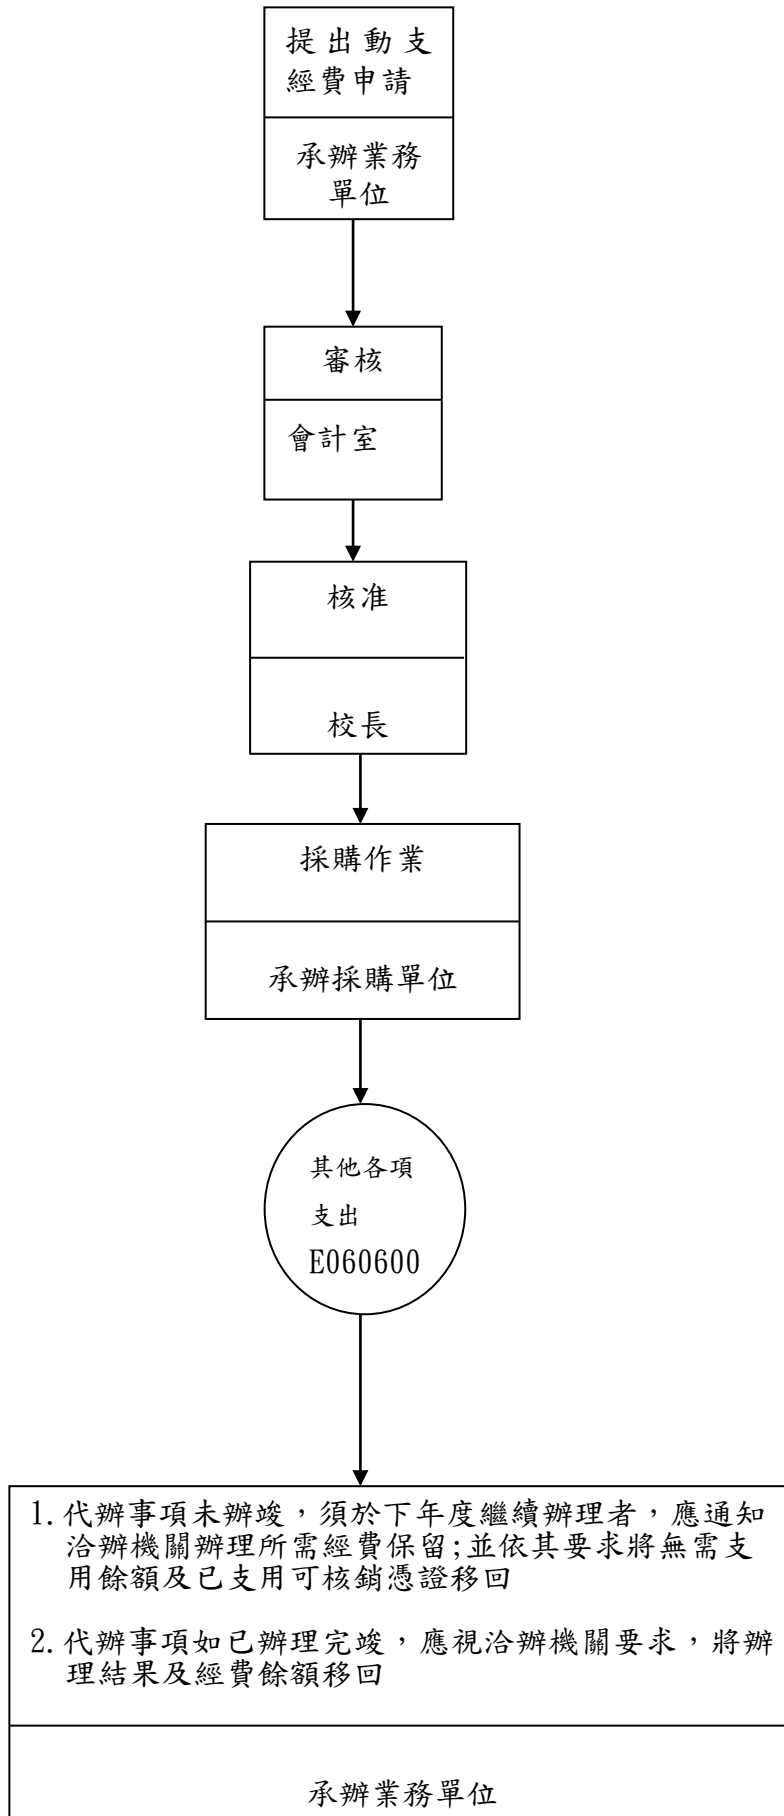 提出動支
經費申請
承辦業務
單位
審核
會計室
核准
校長
採購作業
承辦採購單位
其他各項
支出
E060600
1.代辦事項未辦竣，須於下年度繼續辦理者，應通知
洽辦機關辦理所需經費保留;並依其要求將無需支
用餘額及已支用可核銷憑證移回
2.代辦事項如已辦理完竣，應視洽辦機關要求，將辦
理結果及經費餘額移回
承辦業務單位